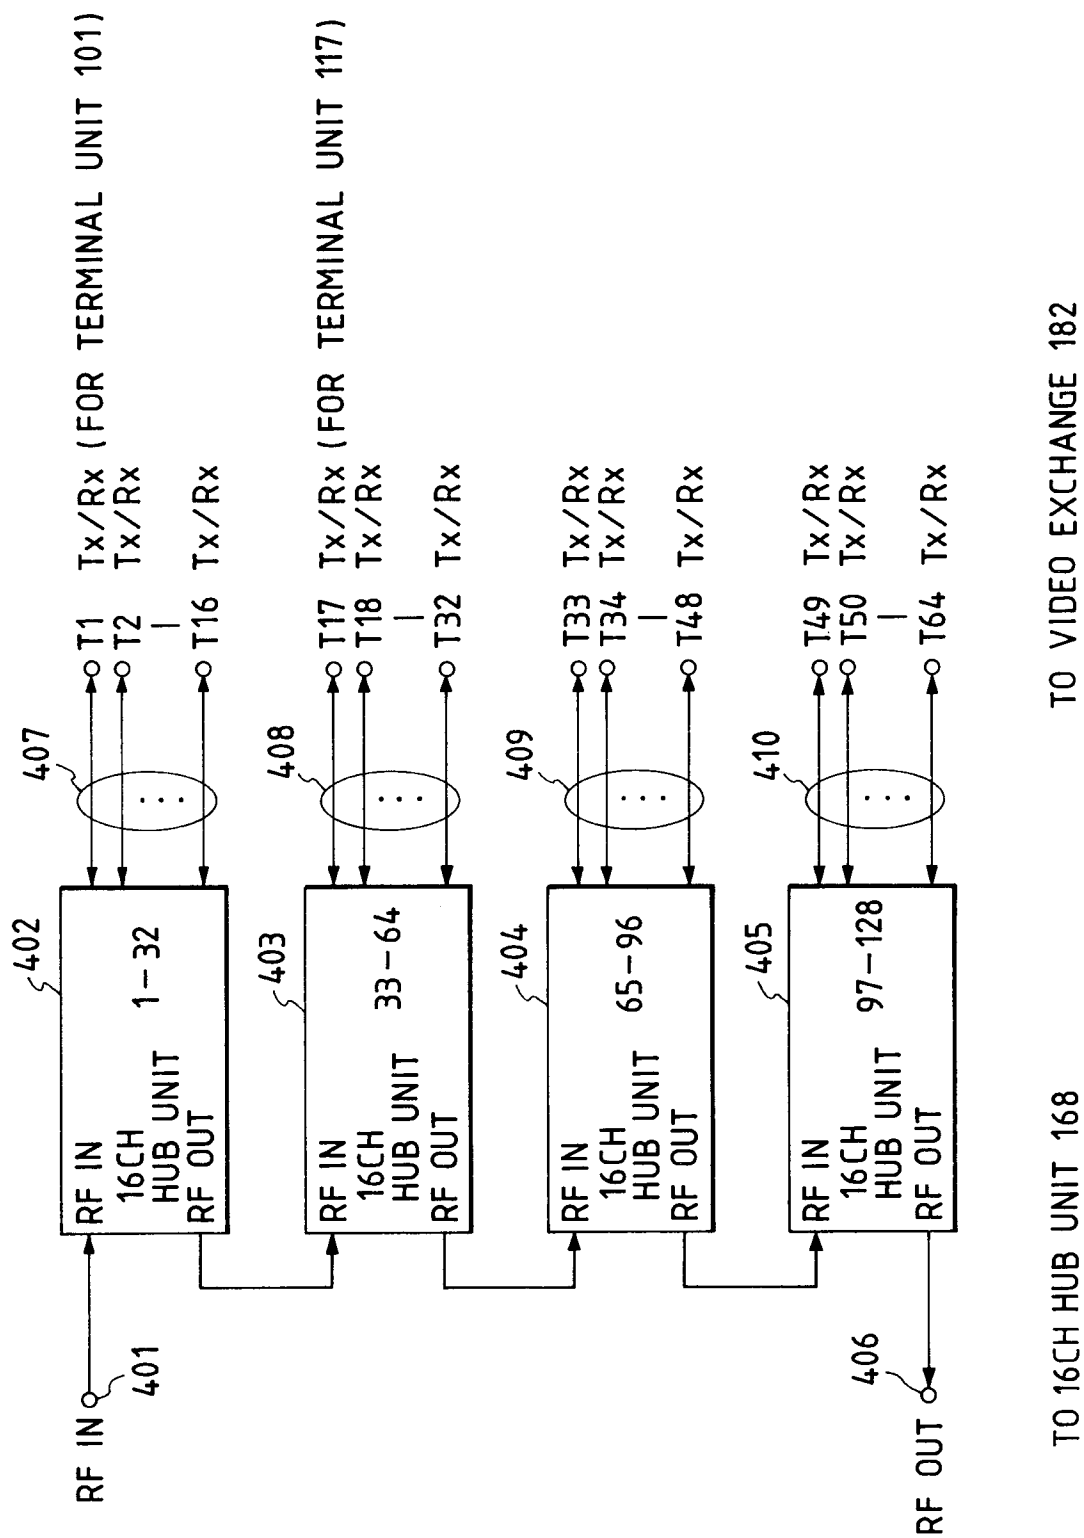 RF IN
401
402
RF IN
16CH
HUB UNIT
RF OUT
1–32
407
T1 Tx/Rx (FOR TERMINAL UNIT 101)
T2 Tx/Rx
T16 Tx/Rx
403
RF IN
16CH
HUB UNIT
RF OUT
33–64
408
T17 Tx/Rx (FOR TERMINAL UNIT 117)
T18 Tx/Rx
T32 Tx/Rx
404
RF IN
16CH
HUB UNIT
RF OUT
65–96
409
T33 Tx/Rx
T34 Tx/Rx
T48 Tx/Rx
405
RF IN
16CH
HUB UNIT
RF OUT
97–128
410
T49 Tx/Rx
T50 Tx/Rx
T64 Tx/Rx
406
RF OUT
TO 16CH HUB UNIT 168
TO VIDEO EXCHANGE 182